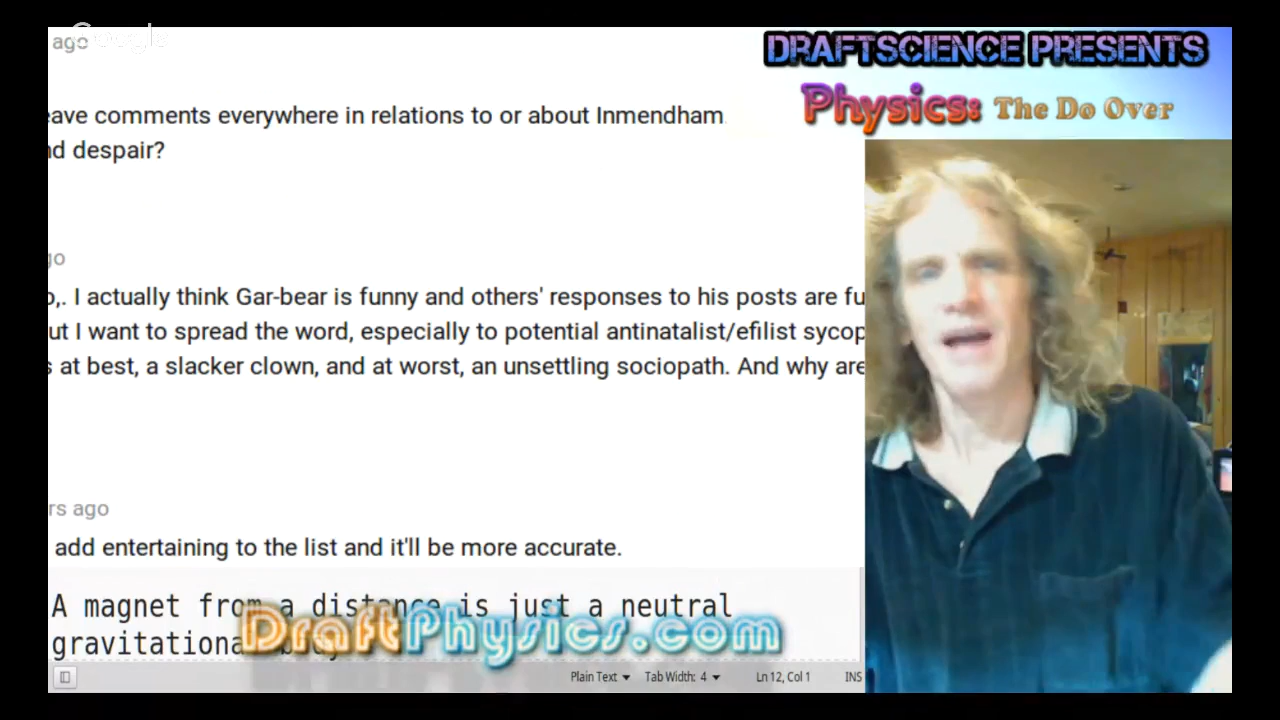 Google
ago
DRAFTSCIENCE PRESENTS
Physics: The Do Over
eave comments everywhere in relations to or about Inmendham
nd despair?
go
o,. I actually think Gar-bear is funny and others' responses to his posts are fu
ut I want to spread the word, especially to potential antinatalist/efilist sycop
s at best, a slacker clown, and at worst, an unsettling sociopath. And why are
rs ago
add entertaining to the list and it'll be more accurate.
A magnet from a distance is just a neutral
gravitational body
DraftPhysics.com
Plain Text Tab Width: 4 Ln 12, Col 1 INS